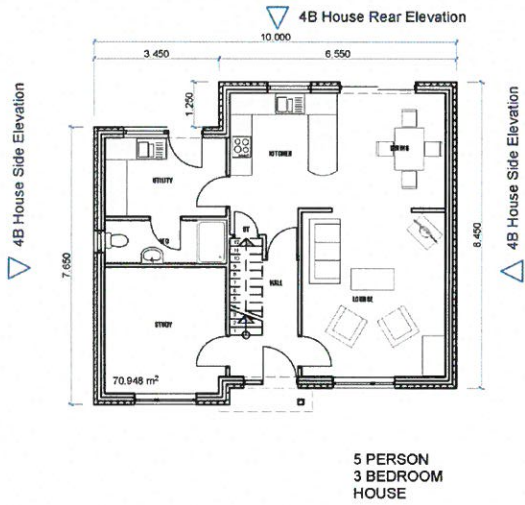 4B House Rear Elevation
10.000
3.450
6.550
1.250
4B House Side Elevation
4B House Side Elevation
KITCHEN
DINING
UTILITY
ST
7.650
8.450
HALL
LOUNGE
STUDY
70.948 m²
5 PERSON
3 BEDROOM
HOUSE